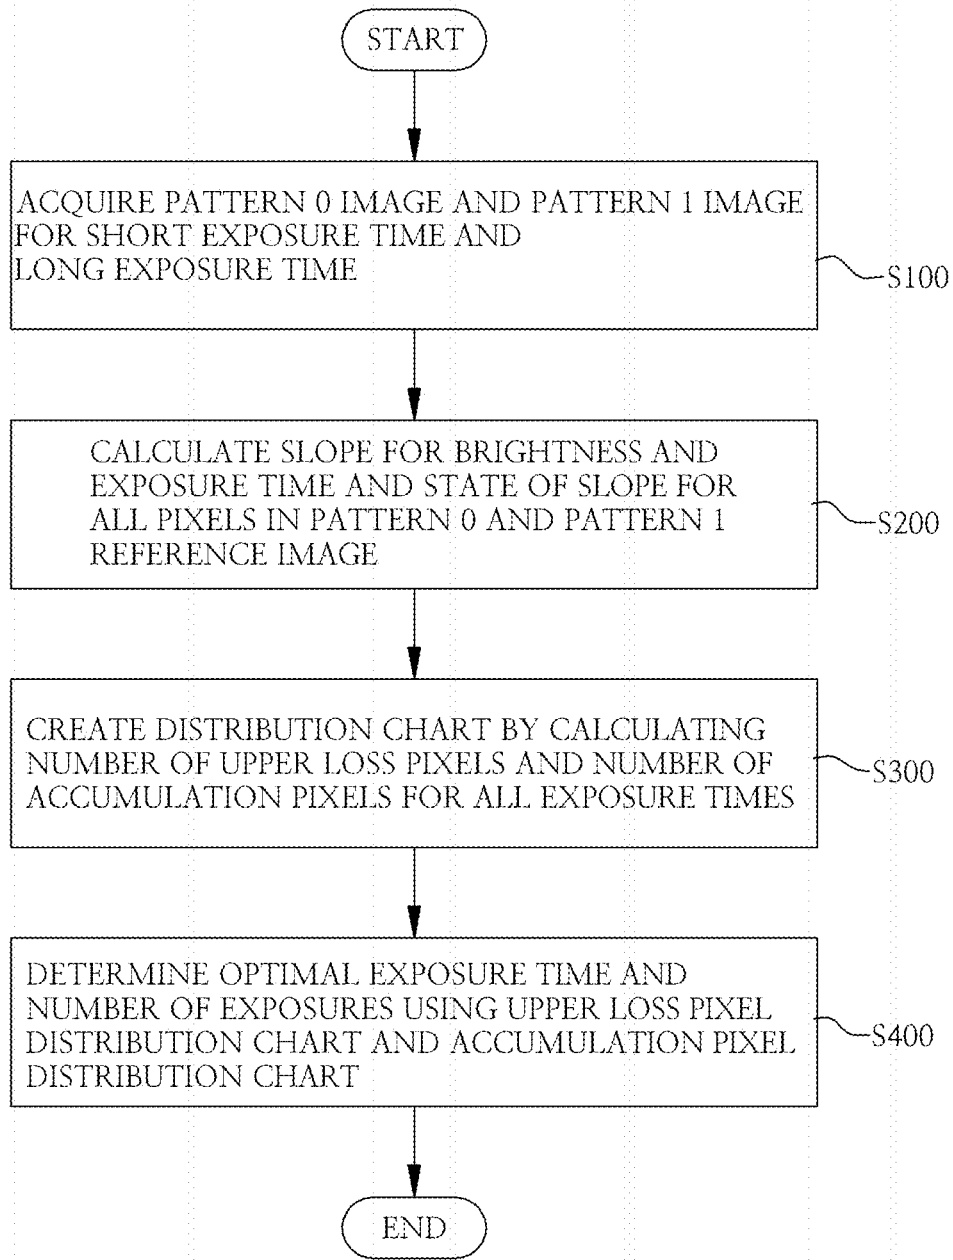 START
ACQUIRE PATTERN 0 IMAGE AND PATTERN 1 IMAGE
FOR SHORT EXPOSURE TIME AND
LONG EXPOSURE TIME
S100
CALCULATE SLOPE FOR BRIGHTNESS AND
EXPOSURE TIME AND STATE OF SLOPE FOR
ALL PIXELS IN PATTERN 0 AND PATTERN 1
REFERENCE IMAGE
S200
CREATE DISTRIBUTION CHART BY CALCULATING
NUMBER OF UPPER LOSS PIXELS AND NUMBER OF
ACCUMULATION PIXELS FOR ALL EXPOSURE TIMES
S300
DETERMINE OPTIMAL EXPOSURE TIME AND
NUMBER OF EXPOSURES USING UPPER LOSS PIXEL
DISTRIBUTION CHART AND ACCUMULATION PIXEL
DISTRIBUTION CHART
S400
END